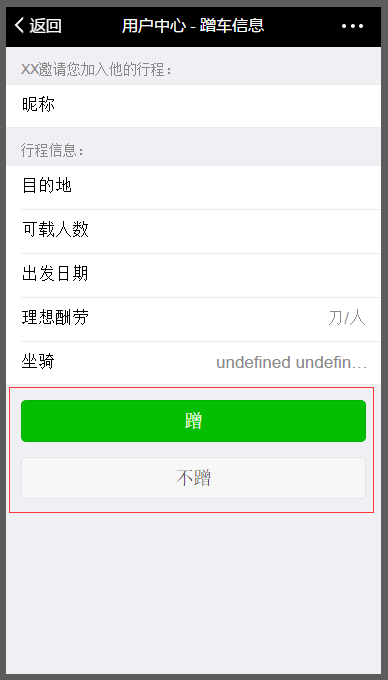 返回 用户中心 - 蹭车信息
XX邀请您加入他的行程：
昵称
行程信息：
目的地
可载人数
出发日期
理想酬劳 刀/人
坐骑 undefined undefin...
蹭
不蹭